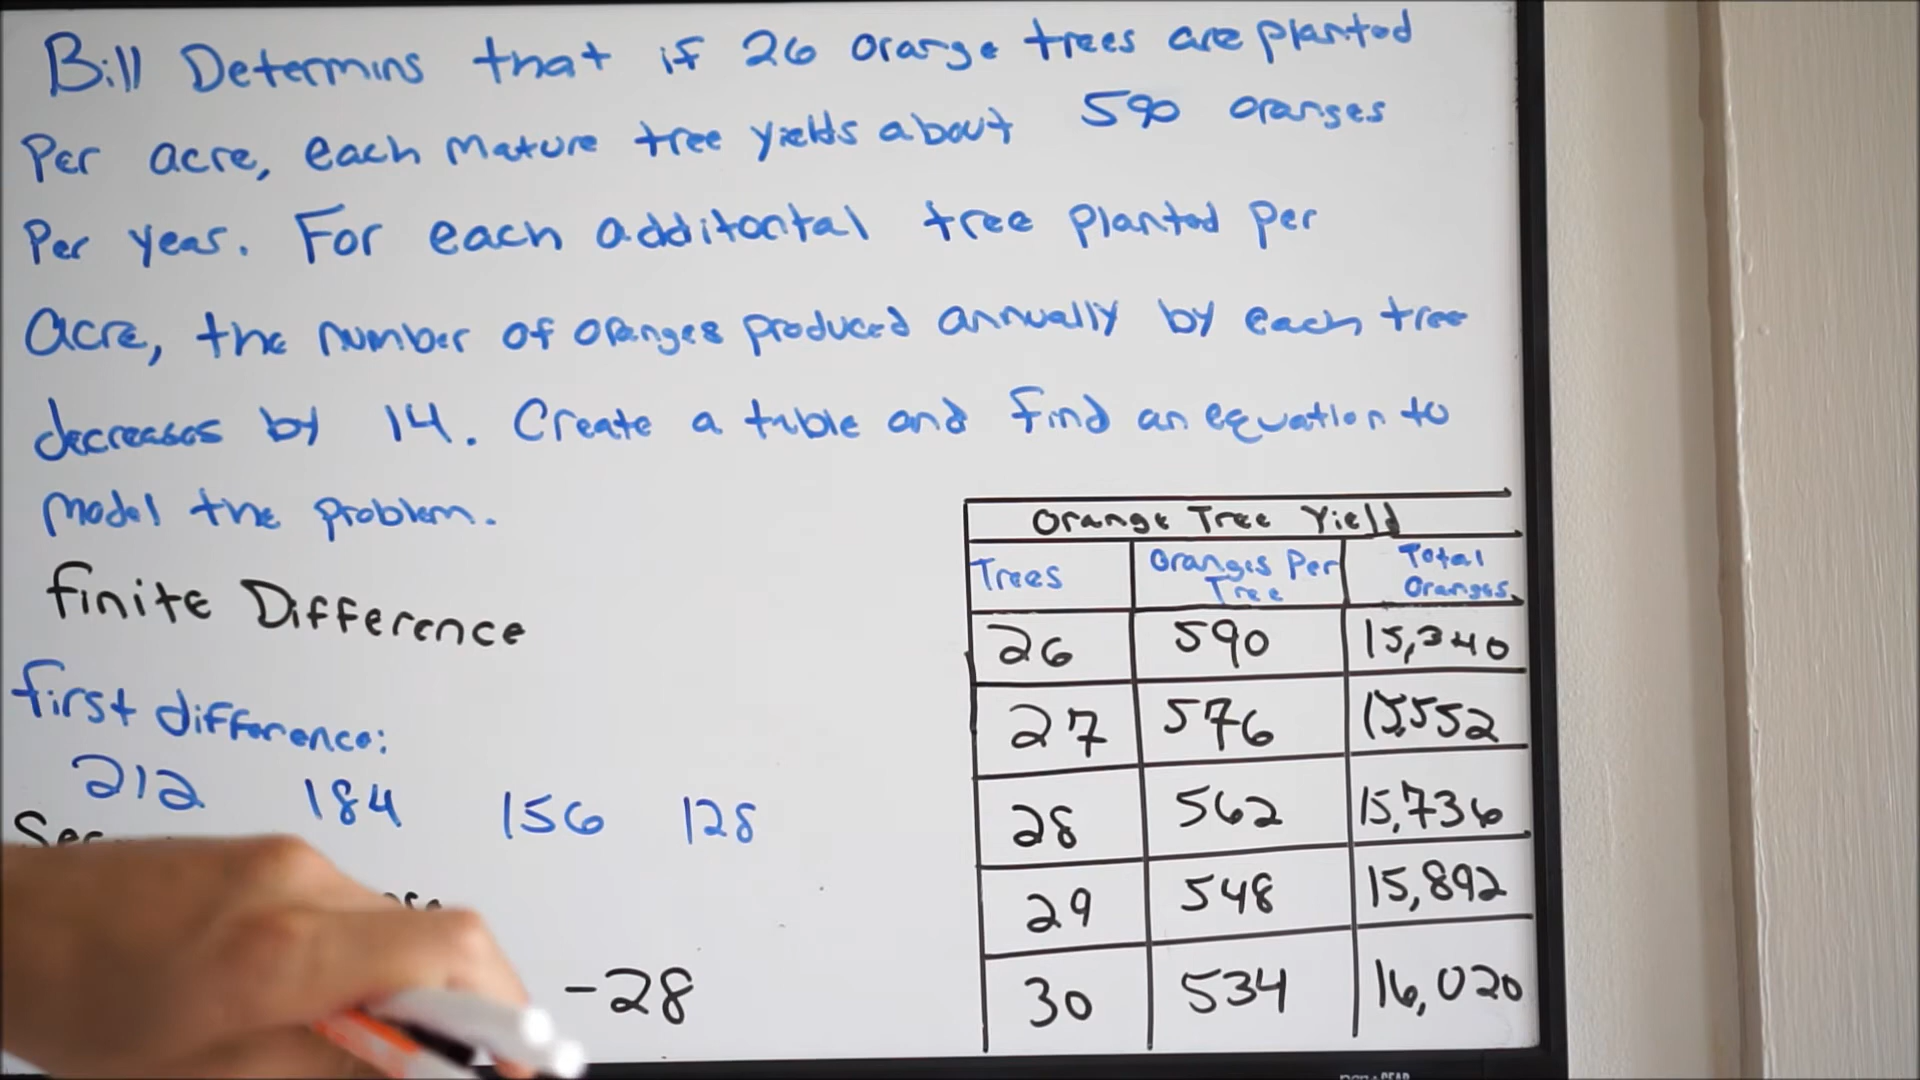 Bill Determins that if 26 orange trees are planted
Per acre, each mature tree yields about 590 oranges
Per year. For each additontal tree planted per
Acre, the number of oranges produced annually by each tree
decreases by 14. Create a table and find an equation to
model the problem.
Orange Tree Yield
Trees Oranges Per Tree Total Oranges
26 590 15,340
27 576 15,552
28 562 15,736
29 548 15,892
30 534 16,020
Finite Difference
first difference:
212 184 156 128
-28